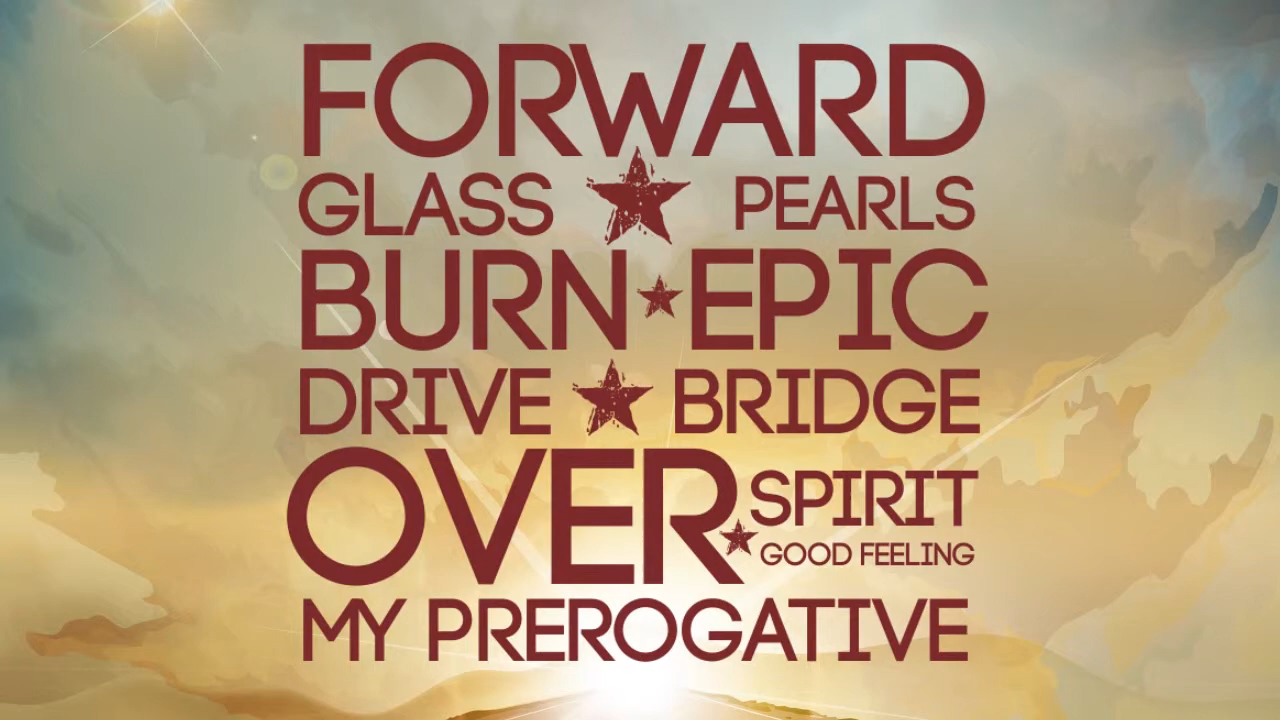 FORWARD
GLASS PEARLS
BURN EPIC
DRIVE BRIDGE
OVER SPIRIT
GOOD FEELING
MY PREROGATIVE